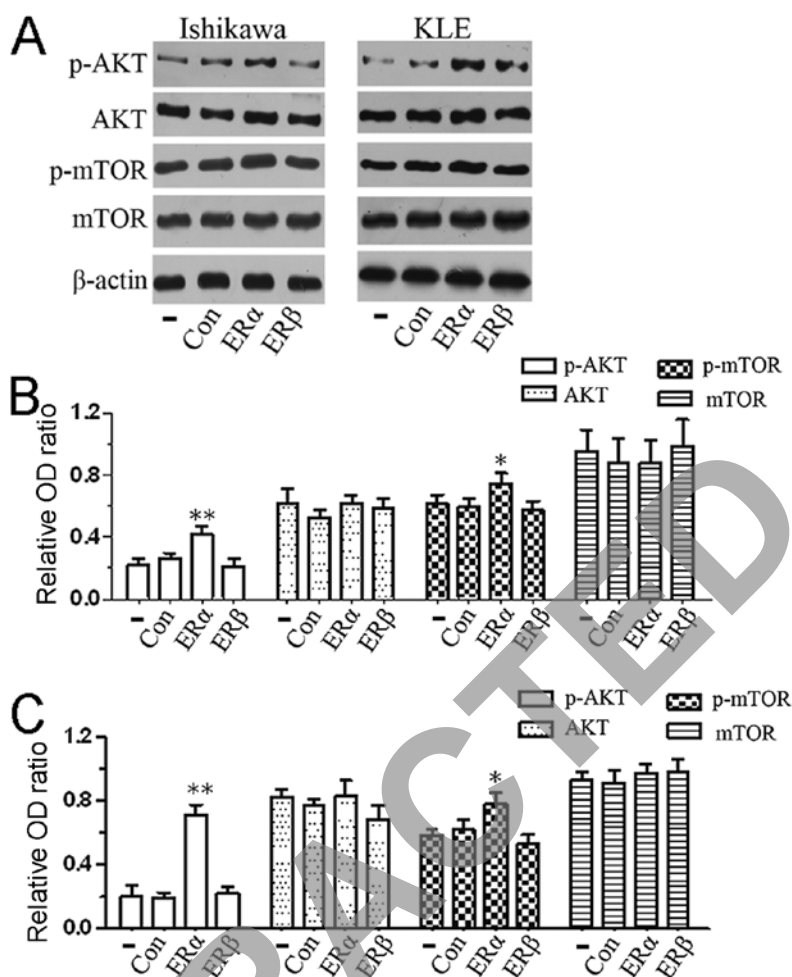 A
Ishikawa KLE
p-AKT
AKT
p-mTOR
mTOR
β-actin
- Con ERα ERβ - Con ERα ERβ
B
p-AKT p-mTOR
AKT mTOR
Relative OD ratio
1.2
0.8
0.4
0.0
** *
- Con ERα ERβ - Con ERα ERβ - Con ERα ERβ - Con ERα ERβ
C
p-AKT p-mTOR
AKT mTOR
Relative OD ratio
1.2
0.8
0.4
0.0
** *
- Con ERα ERβ - Con ERα ERβ - Con ERα ERβ - Con ERα ERβ
RACTED